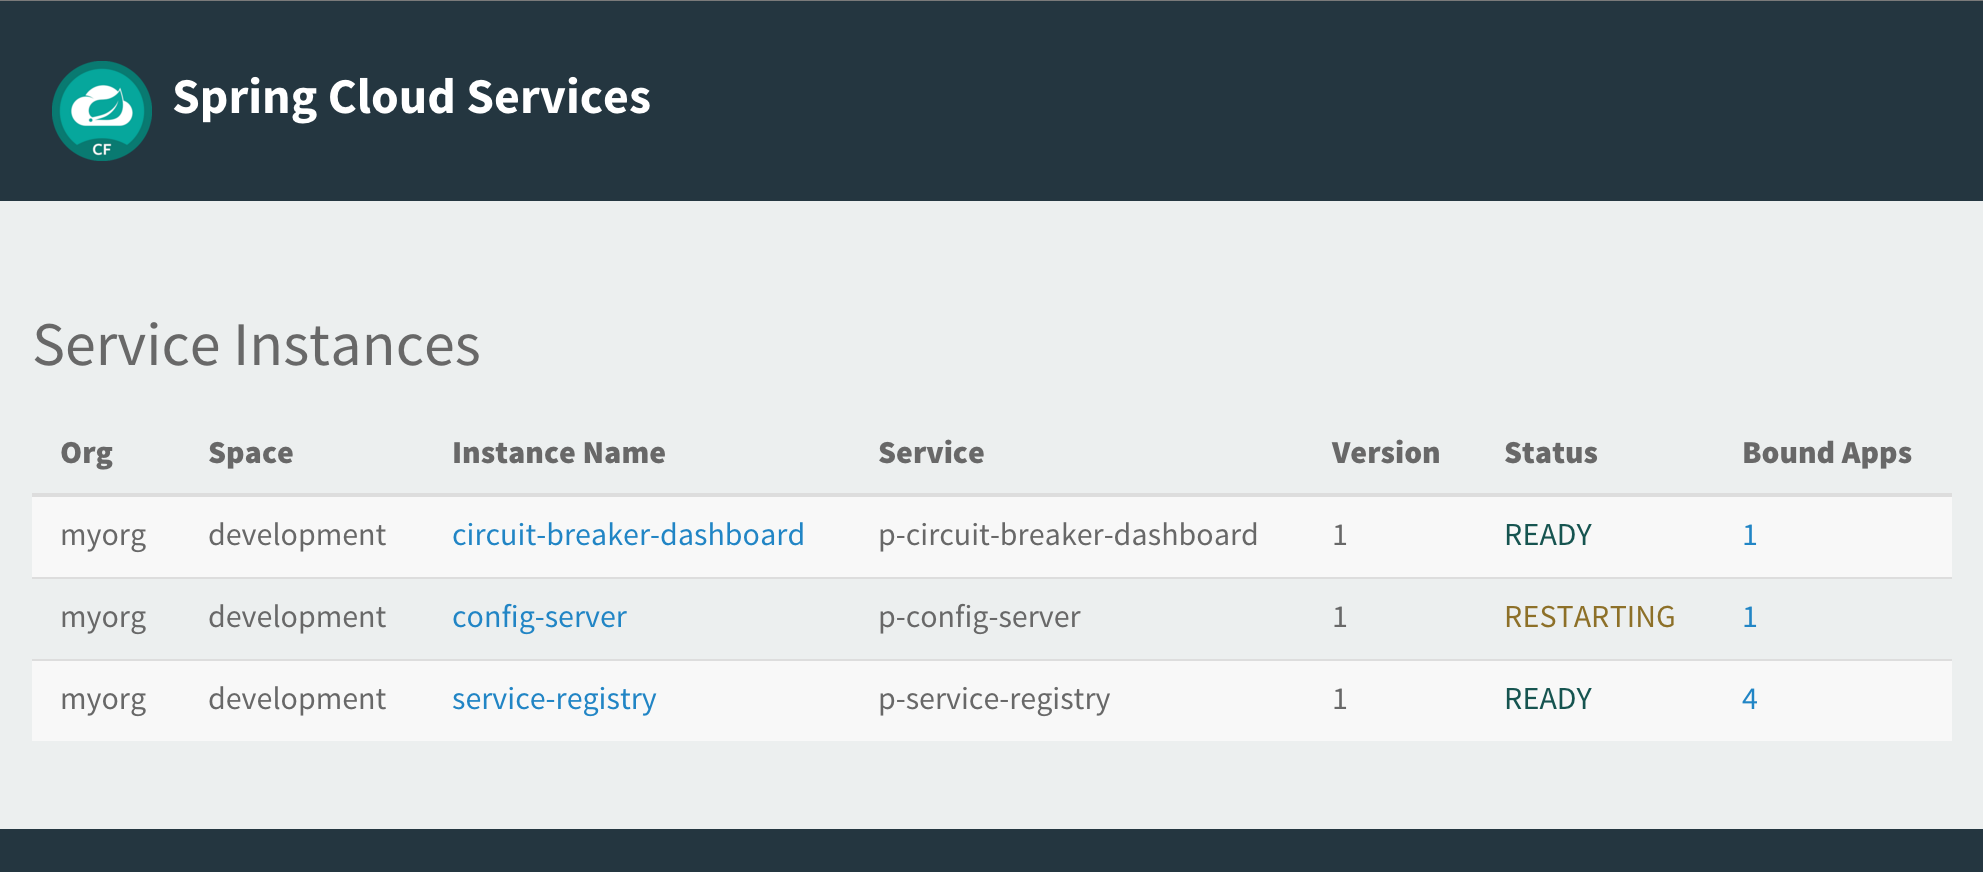 CF
Spring Cloud Services
Service Instances
Org Space Instance Name Service Version Status Bound Apps
myorg development circuit-breaker-dashboard p-circuit-breaker-dashboard 1 READY 1
myorg development config-server p-config-server 1 RESTARTING 1
myorg development service-registry p-service-registry 1 READY 4